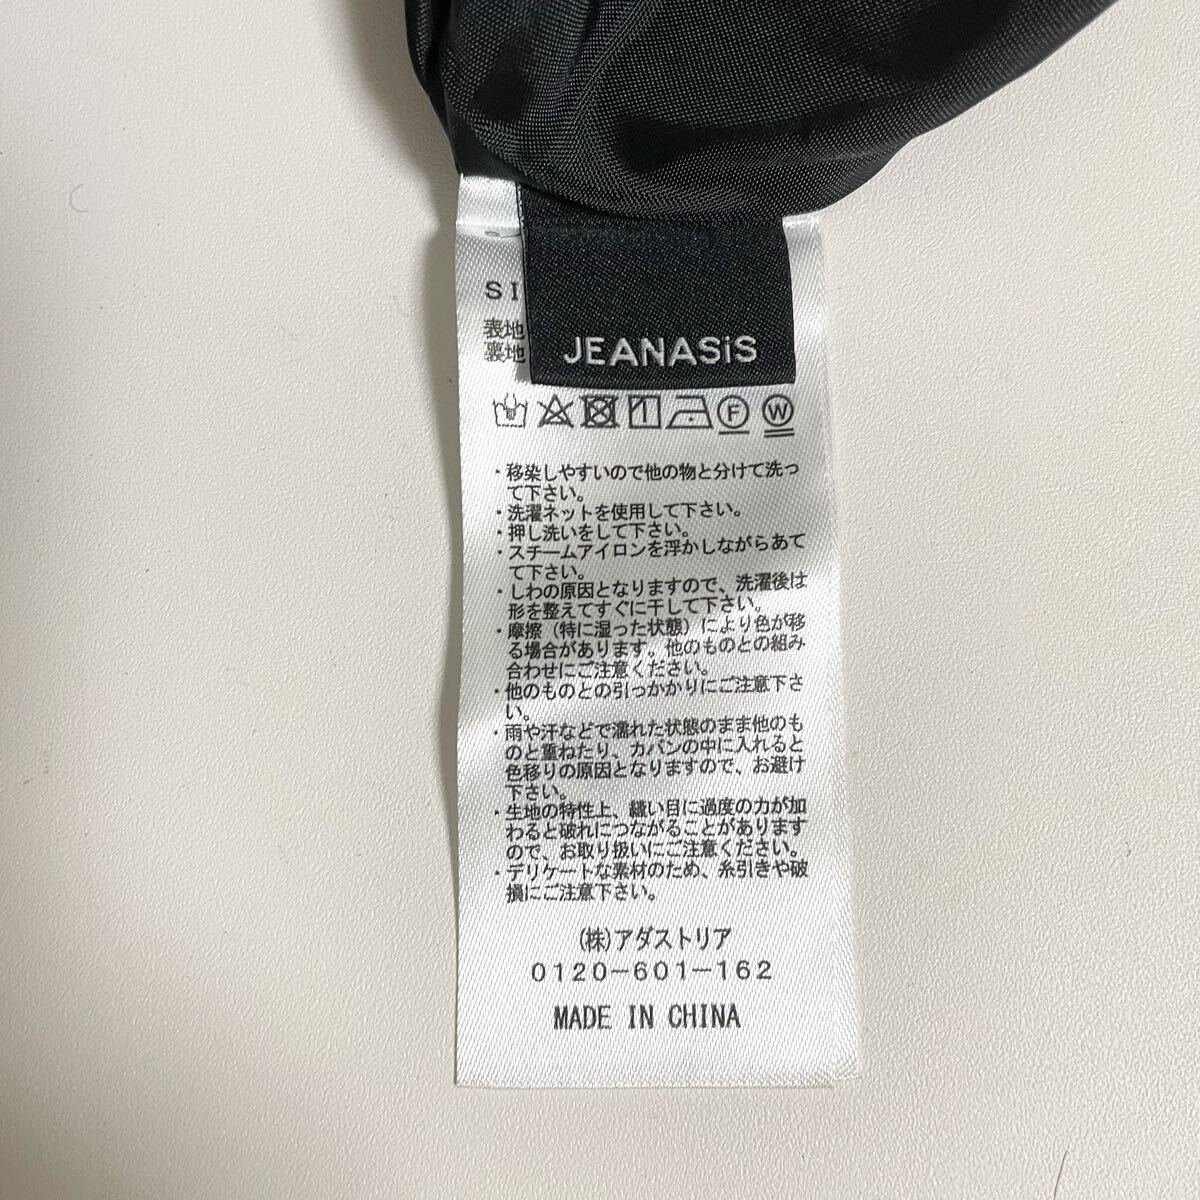 SI
表地
裏地
JEANASiS
F W
・移染しやすいので他の物と分けて洗っ
て下さい。
・洗濯ネットを使用して下さい。
・押し洗いをして下さい。
・スチームアイロンを浮かしながらあて
て下さい。
・しわの原因となりますので、洗濯後は
形を整えてすぐに干して下さい。
・摩擦（特に湿った状態）により色が移
る場合があります。他のものとの組み
合わせにご注意ください。
・他のものとの引っかかりにご注意下さ
い。
・雨や汗などで濡れた状態のまま他のも
のと重ねたり、カバンの中に入れると
色移りの原因となりますので、お避け
下さい。
・生地の特性上、縫い目に過度の力が加
わると破れにつながることがあります
ので、お取り扱いにご注意ください。
・デリケートな素材のため、糸引きや破
損にご注意下さい。
(株)アダストリア
0120-601-162
MADE IN CHINA